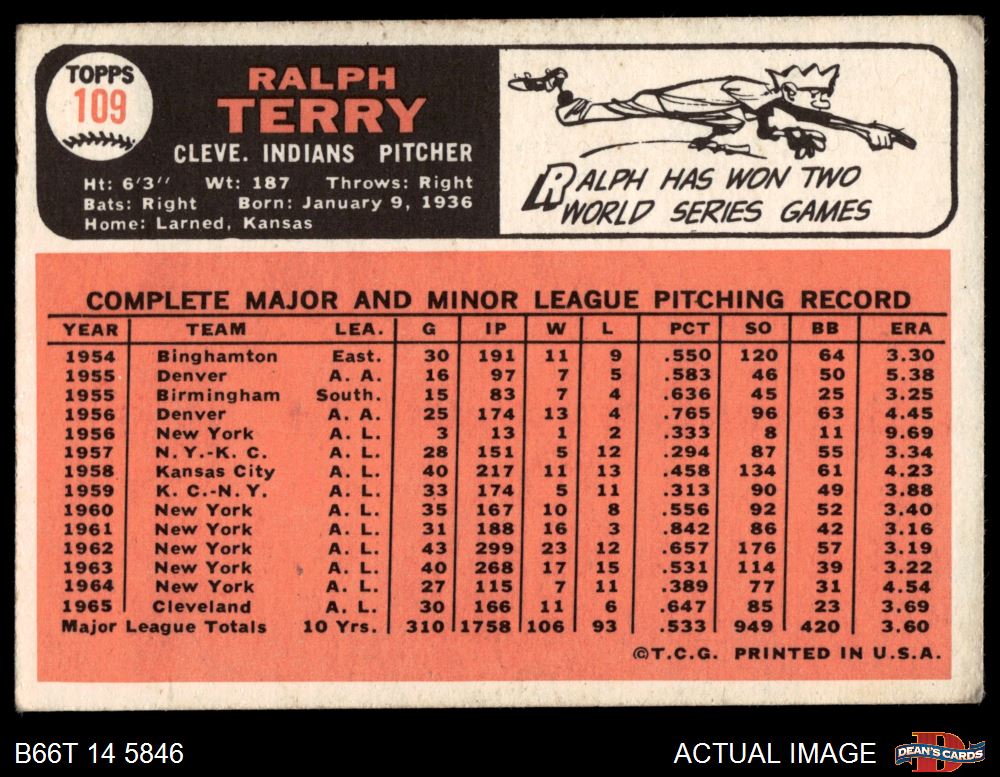 TOPPS
109
RALPH
TERRY
CLEVE. INDIANS PITCHER
Ht: 6'3'' Wt: 187 Throws: Right
Bats: Right Born: January 9, 1936
Home: Larned, Kansas
RALPH HAS WON TWO
WORLD SERIES GAMES
COMPLETE MAJOR AND MINOR LEAGUE PITCHING RECORD
YEAR TEAM LEA. G IP W L PCT SO BB ERA
1954 Binghamton East. 30 191 11 9 .550 120 64 3.30
1955 Denver A. A. 16 97 7 5 .583 46 50 5.38
1955 Birmingham South. 15 83 7 4 .636 45 25 3.25
1956 Denver A. A. 25 174 13 4 .765 96 63 4.45
1956 New York A. L. 3 13 1 2 .333 8 11 9.69
1957 N.Y.-K. C. A. L. 28 151 5 12 .294 87 55 3.34
1958 Kansas City A. L. 40 217 11 13 .458 134 61 4.23
1959 K. C.-N. Y. A. L. 33 174 5 11 .313 90 49 3.88
1960 New York A. L. 35 167 10 8 .556 92 52 3.40
1961 New York A. L. 31 188 16 3 .842 86 42 3.16
1962 New York A. L. 43 299 23 12 .657 176 57 3.19
1963 New York A. L. 40 268 17 15 .531 114 39 3.22
1964 New York A. L. 27 115 7 11 .389 77 31 4.54
1965 Cleveland A. L. 30 166 11 6 .647 85 23 3.69
Major League Totals 10 Yrs. 310 1758 106 93 .533 949 420 3.60
©T.C.G. PRINTED IN U.S.A.
B66T 14 5846
ACTUAL IMAGE
DEAN'S CARDS